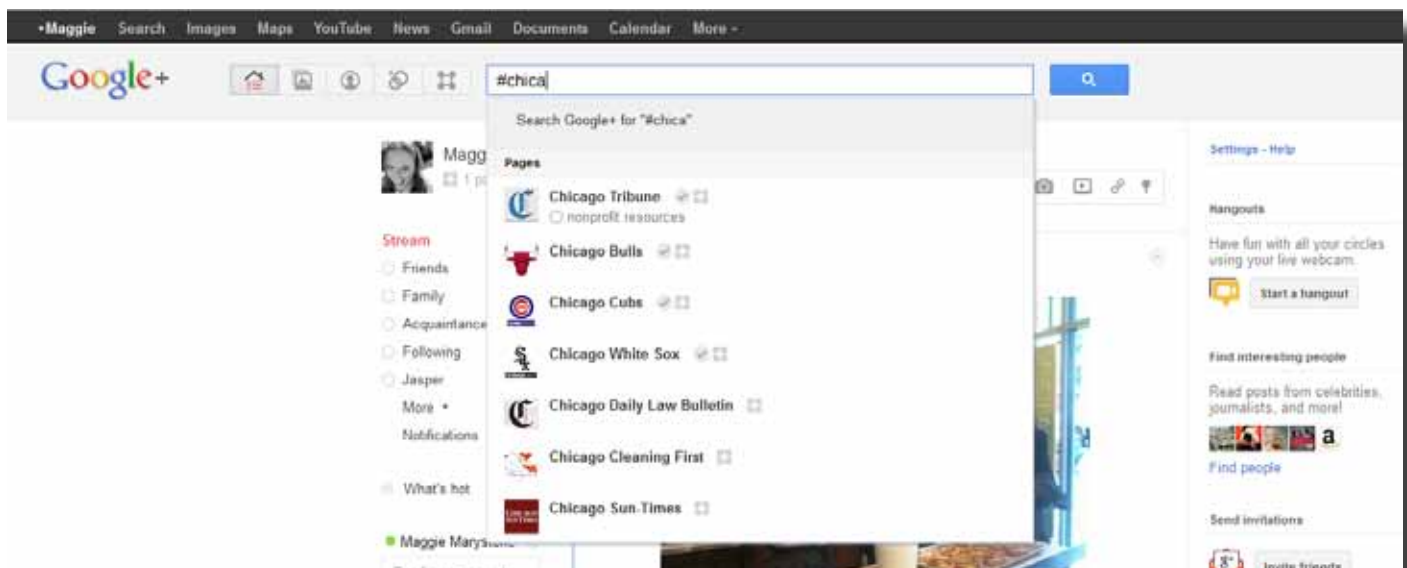 +Maggie Search Images Maps YouTube News Gmail Documents Calendar More
Google+
#chica
Search Google+ for "#chica"
Magg
Pages
Chicago Tribune
nonprofit resources
Chicago Bulls
Chicago Cubs
Chicago White Sox
Chicago Daily Law Bulletin
Chicago Cleaning First
Chicago Sun-Times
Stream
Friends
Family
Acquaintance
Following
Jasper
More
Notifications
What's hot
Maggie
Settings - Help
Hangouts
Have fun with all your circles
using your live webcam.
Start a hangout
Find interesting people
Read posts from celebrities,
journalists, and more!
a
Find people
Send invitations
g+
Invite friends